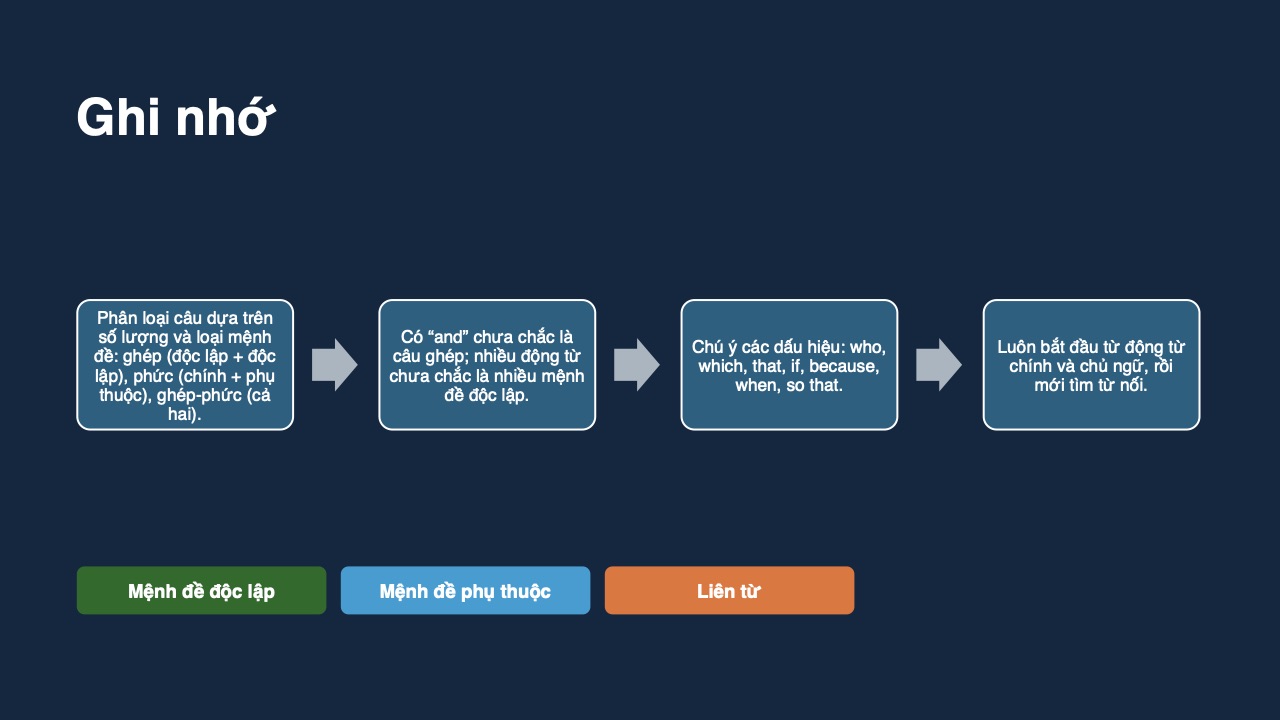 Ghi nhớ
Phân loại câu dựa trên
số lượng và loại mệnh
đề: ghép (độc lập + độc
lập), phức (chính + phụ
thuộc), ghép-phức (cả
hai).
Có “and” chưa chắc là
câu ghép; nhiều động từ
chưa chắc là nhiều mệnh
đề độc lập.
Chú ý các dấu hiệu: who,
which, that, if, because,
when, so that.
Luôn bắt đầu từ động từ
chính và chủ ngữ, rồi
mới tìm từ nối.
Mệnh đề độc lập
Mệnh đề phụ thuộc
Liên từ